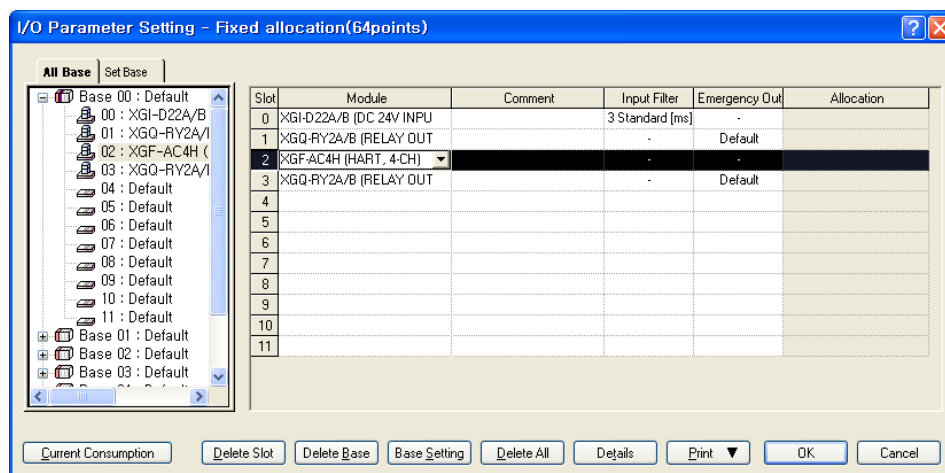 I/O Parameter Setting - Fixed allocation(64points)
All Base Set Base
Base 00 : Default
00 : XGI-D22A/B
01 : XGQ-RY2A/I
02 : XGF-AC4H (
03 : XGQ-RY2A/I
04 : Default
05 : Default
06 : Default
07 : Default
08 : Default
09 : Default
10 : Default
11 : Default
Base 01 : Default
Base 02 : Default
Base 03 : Default
Slot Module Comment Input Filter Emergency Out Allocation
0 XGI-D22A/B (DC 24V INPU 3 Standard [ms] -
1 XGQ-RY2A/B (RELAY OUT - Default
2 XGF-AC4H (HART, 4-CH) - -
3 XGQ-RY2A/B (RELAY OUT - Default
4
5
6
7
8
9
10
11
Current Consumption Delete Slot Delete Base Base Setting Delete All Details Print ▼ OK Cancel